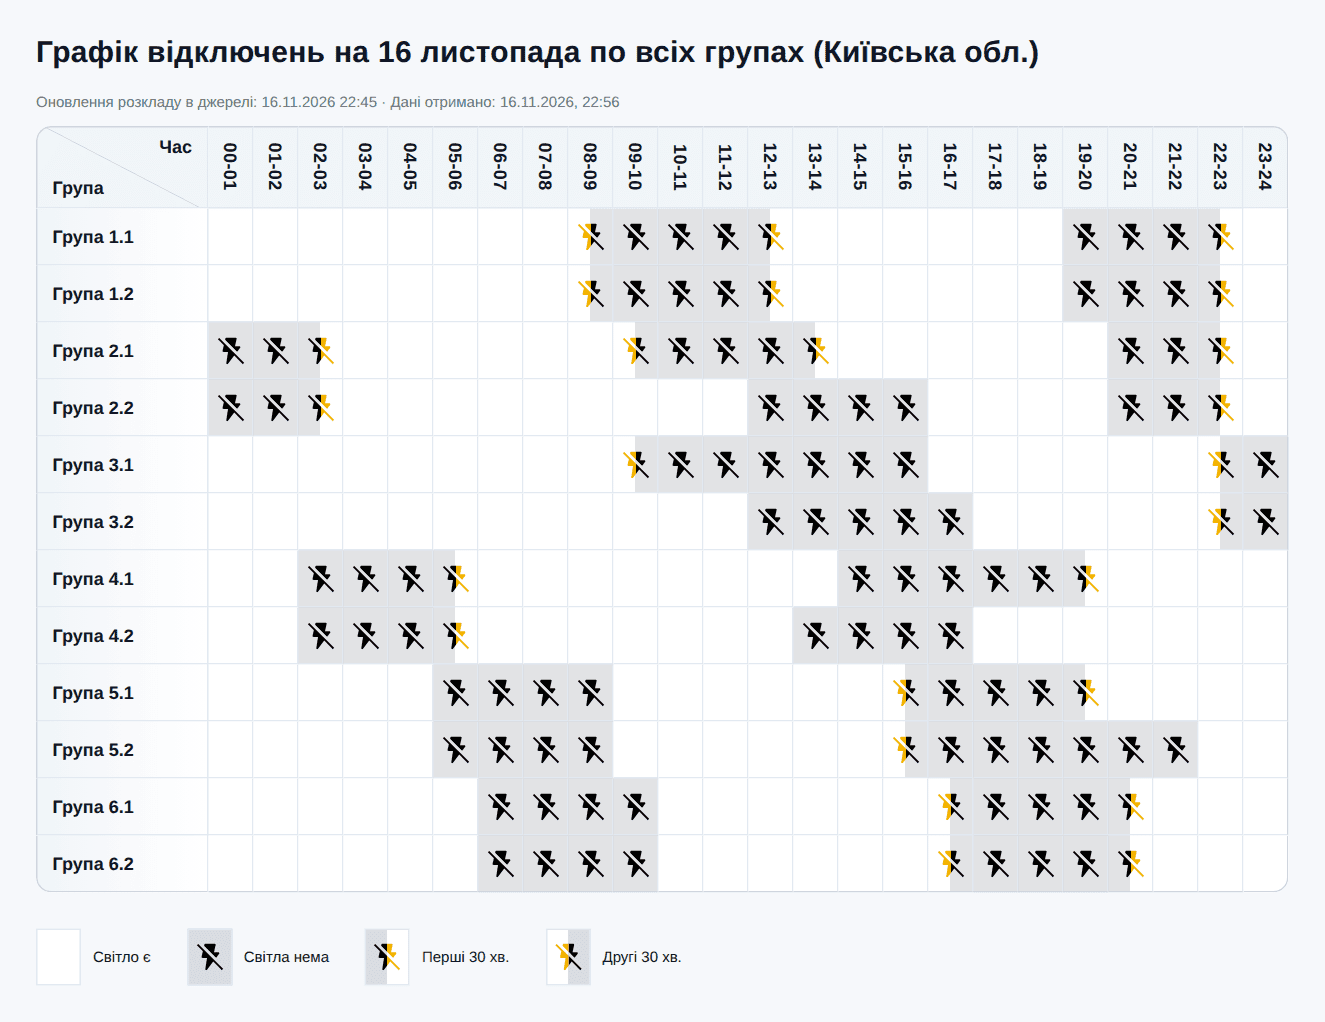 Графік відключень на 16 листопада по всіх групах (Київська обл.)
Оновлення розкладу в джерелі: 16.11.2026 22:45 · Дані отримано: 16.11.2026, 22:56
Час
Група
00-01 01-02 02-03 03-04 04-05 05-06 06-07 07-08 08-09 09-10 10-11 11-12 12-13 13-14 14-15 15-16 16-17 17-18 18-19 19-20 20-21 21-22 22-23 23-24
Група 1.1
Група 1.2
Група 2.1
Група 2.2
Група 3.1
Група 3.2
Група 4.1
Група 4.2
Група 5.1
Група 5.2
Група 6.1
Група 6.2
Світло є Світла нема Перші 30 хв. Другі 30 хв.